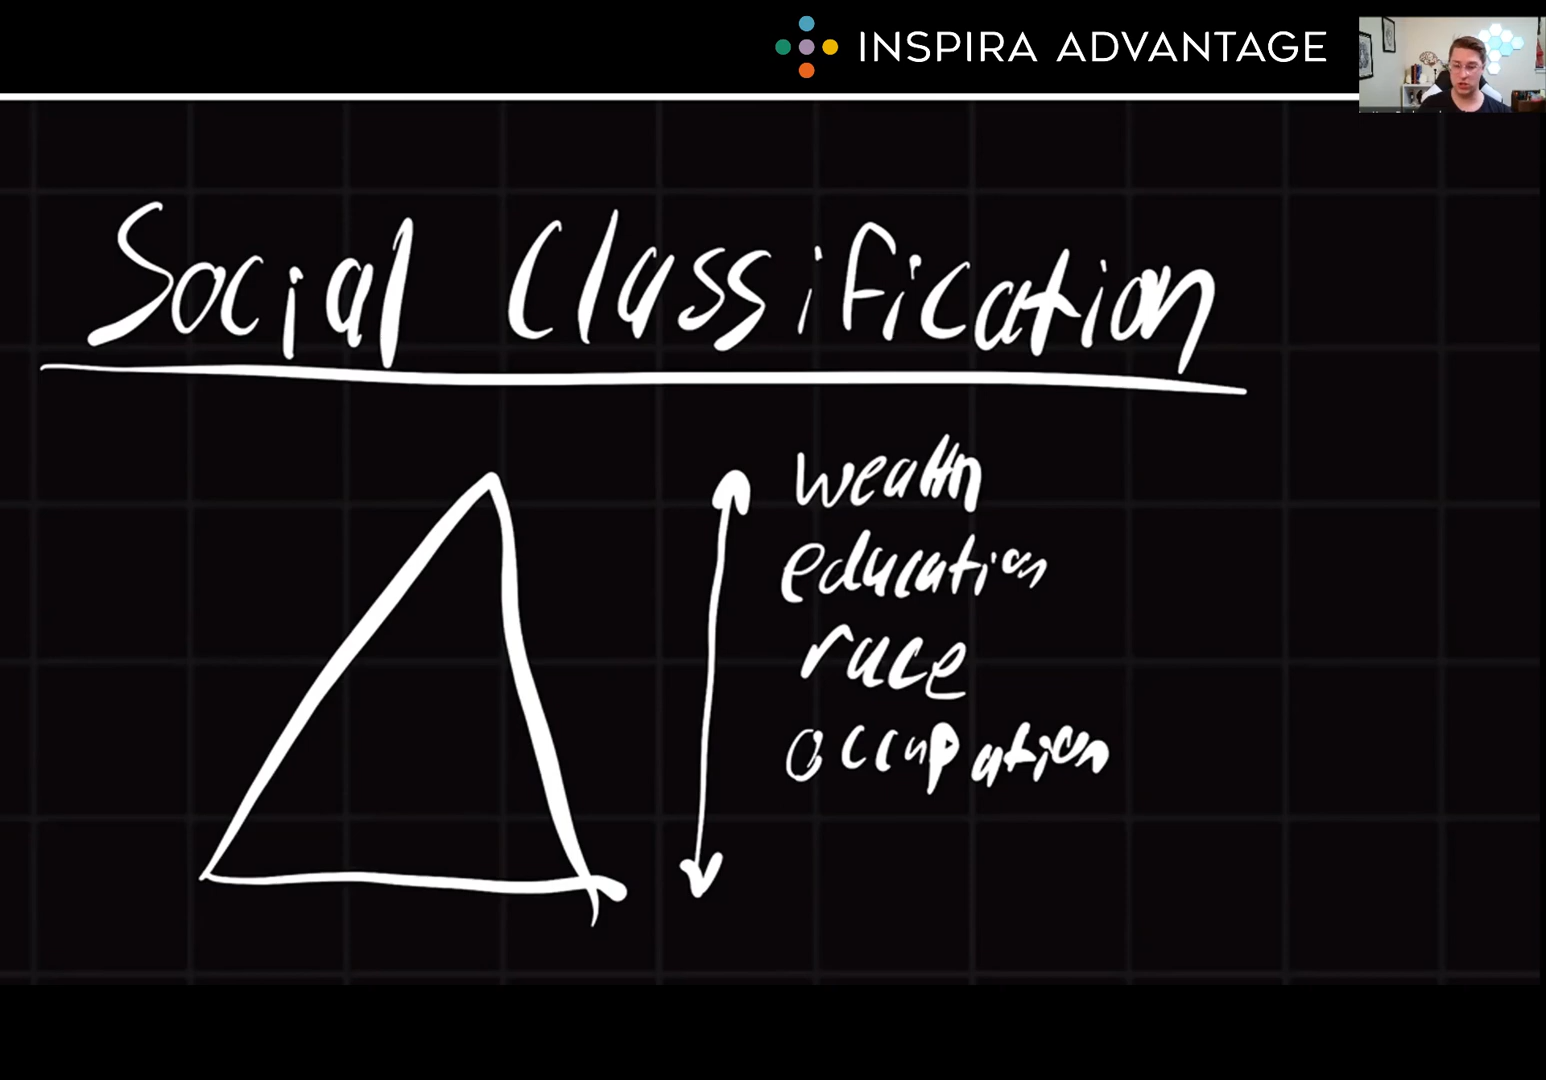 INSPIRA ADVANTAGE
Social Classification
wealth
education
race
occupation